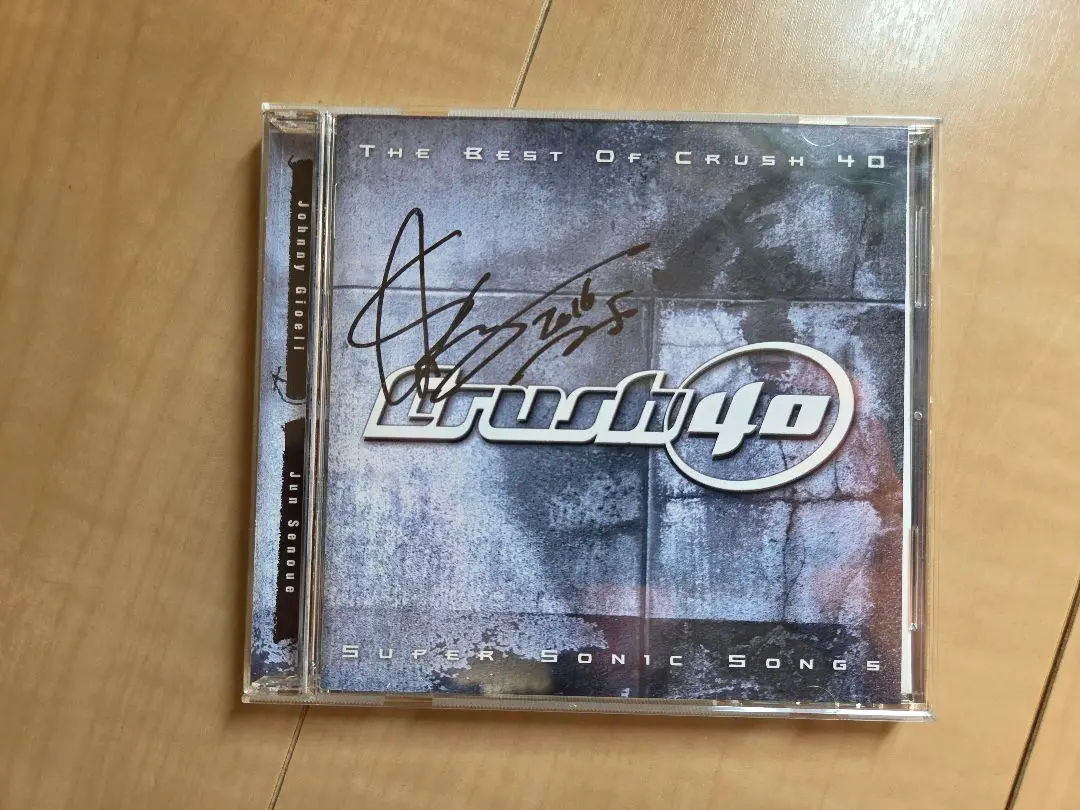 Johnny Gioeli
Jun Senoue
THE BEST OF CRUSH 40
2016
Crush 40
SUPER SONIC SONGS